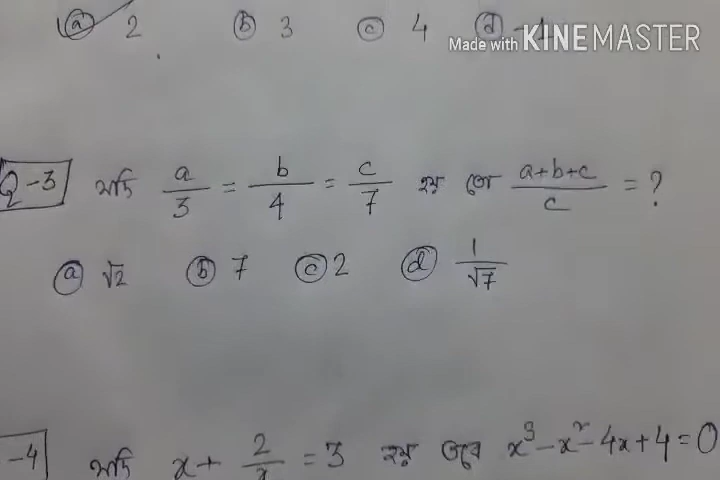 ⓐ 2 ⓑ 3 ⓒ 4 ⓓ -1
Made with KINEMASTER
Q-3 যদি a/3 = b/4 = c/7 হয় তো (a+b+c)/c = ?
ⓐ √2 ⓑ 7 ⓒ 2 ⓓ 1/√7
-4 যদি x + 2/x = 3 হয় তবে x³ - x² - 4x + 4 = 0